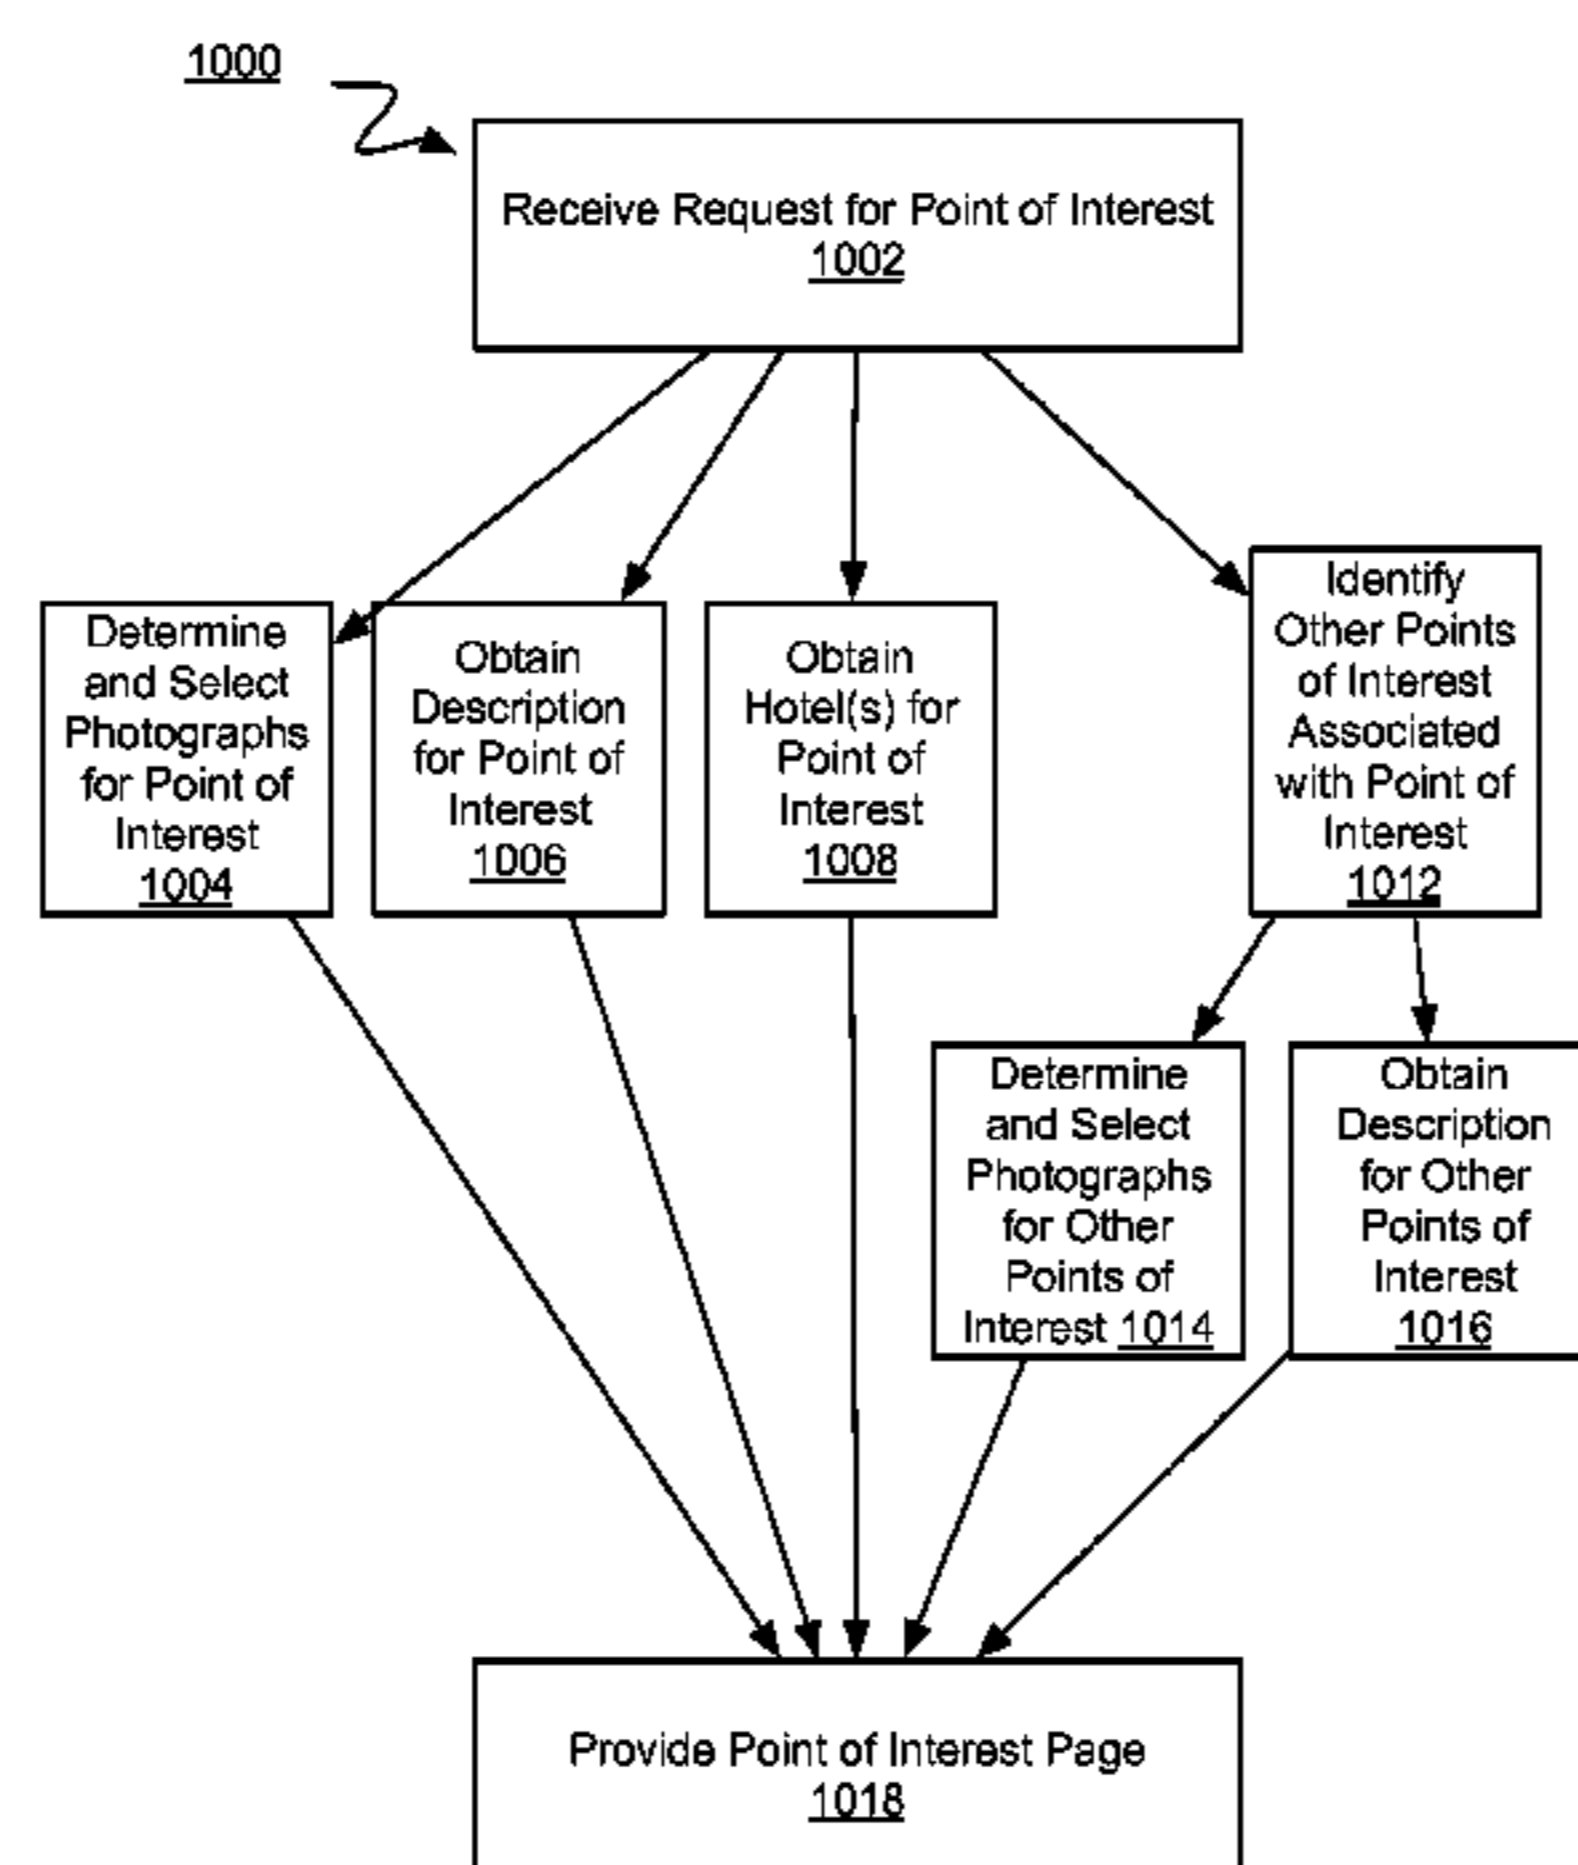 1000
Receive Request for Point of Interest
1002
Determine
and Select
Photographs
for Point of
Interest
1004
Obtain
Description
for Point of
Interest
1006
Obtain
Hotel(s) for
Point of
Interest
1008
Identify
Other Points
of Interest
Associated
with Point of
Interest
1012
Determine
and Select
Photographs
for Other
Points of
Interest 1014
Obtain
Description
for Other
Points of
Interest
1016
Provide Point of Interest Page
1018